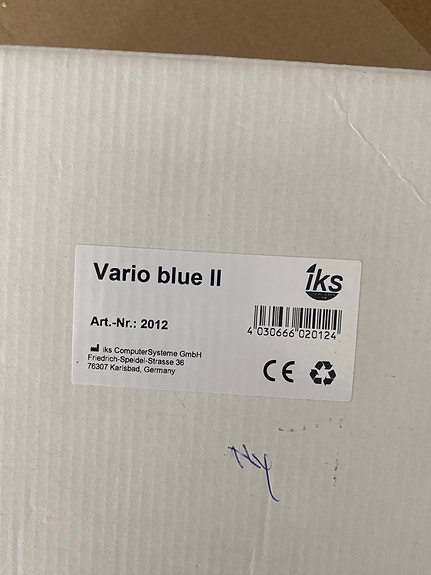 Vario blue II
iks
Art.-Nr.: 2012
4 030666 020124
iks ComputerSysteme GmbH
Friedrich-Speidel-Strasse 36
76307 Karlsbad, Germany
CE